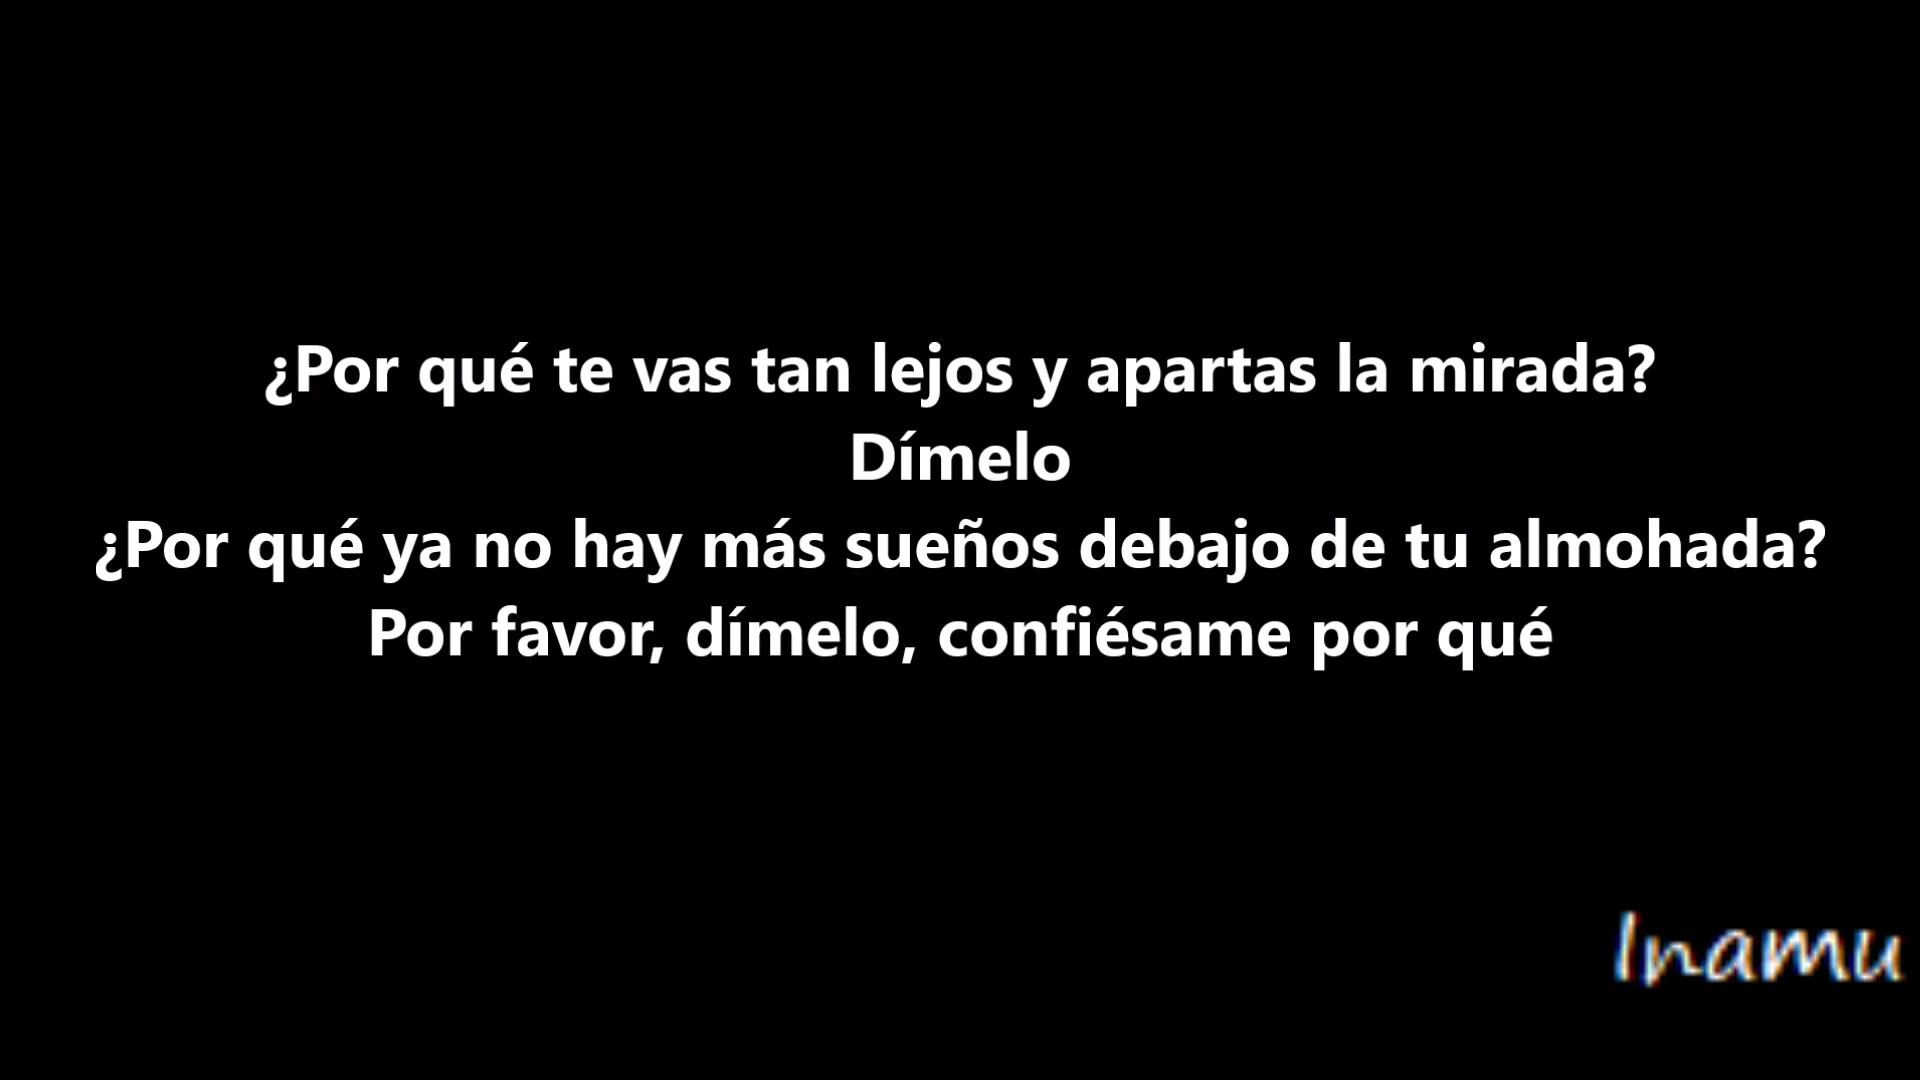 ¿Por qué te vas tan lejos y apartas la mirada?
Dímelo
¿Por qué ya no hay más sueños debajo de tu almohada?
Por favor, dímelo, confiésame por qué
Inamu